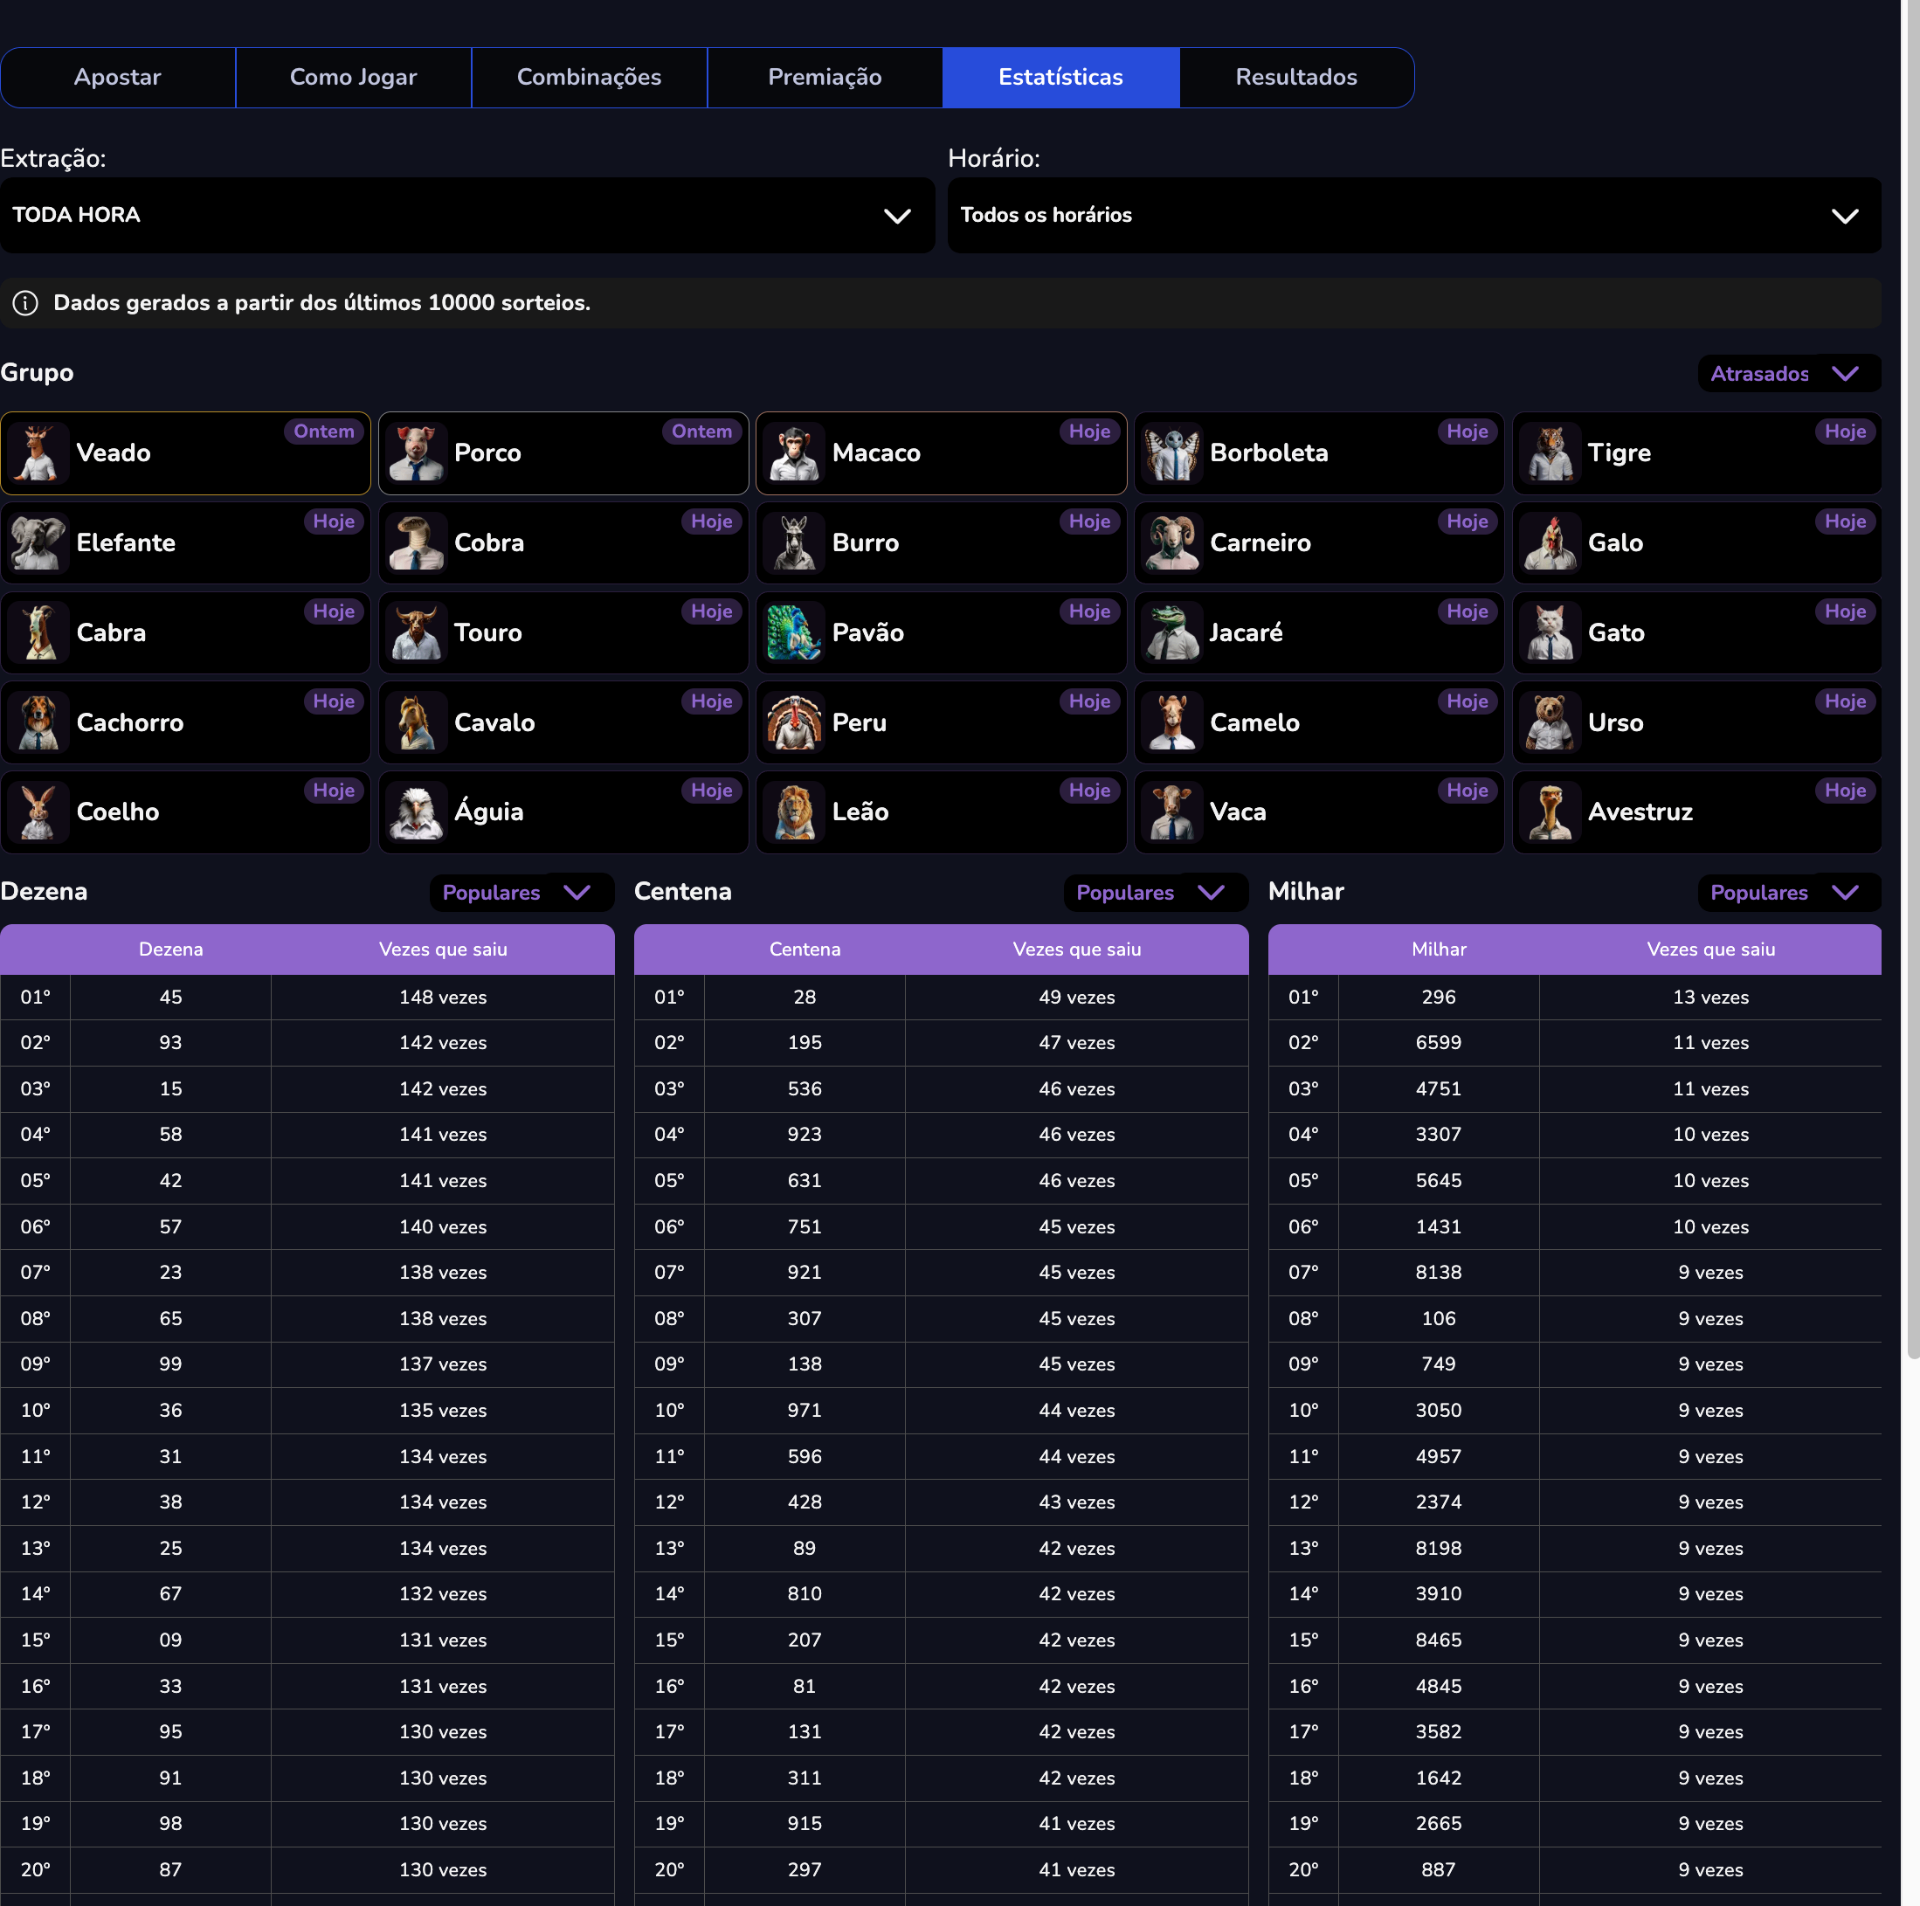 Apostar Como Jogar Combinações Premiação Estatísticas Resultados
Extração: Horário:
TODA HORA Todos os horários
Dados gerados a partir dos últimos 10000 sorteios.
Grupo Atrasados
Veado Ontem Porco Ontem Macaco Hoje Borboleta Hoje Tigre Hoje
Elefante Hoje Cobra Hoje Burro Hoje Carneiro Hoje Galo Hoje
Cabra Hoje Touro Hoje Pavão Hoje Jacaré Hoje Gato Hoje
Cachorro Hoje Cavalo Hoje Peru Hoje Camelo Hoje Urso Hoje
Coelho Hoje Águia Hoje Leão Hoje Vaca Hoje Avestruz Hoje
Dezena Populares Centena Populares Milhar Populares
Dezena Vezes que saiu Centena Vezes que saiu Milhar Vezes que saiu
01° 45 148 vezes 01° 28 49 vezes 01° 296 13 vezes
02° 93 142 vezes 02° 195 47 vezes 02° 6599 11 vezes
03° 15 142 vezes 03° 536 46 vezes 03° 4751 11 vezes
04° 58 141 vezes 04° 923 46 vezes 04° 3307 10 vezes
05° 42 141 vezes 05° 631 46 vezes 05° 5645 10 vezes
06° 57 140 vezes 06° 751 45 vezes 06° 1431 10 vezes
07° 23 138 vezes 07° 921 45 vezes 07° 8138 9 vezes
08° 65 138 vezes 08° 307 45 vezes 08° 106 9 vezes
09° 99 137 vezes 09° 138 45 vezes 09° 749 9 vezes
10° 36 135 vezes 10° 971 44 vezes 10° 3050 9 vezes
11° 31 134 vezes 11° 596 44 vezes 11° 4957 9 vezes
12° 38 134 vezes 12° 428 43 vezes 12° 2374 9 vezes
13° 25 134 vezes 13° 89 42 vezes 13° 8198 9 vezes
14° 67 132 vezes 14° 810 42 vezes 14° 3910 9 vezes
15° 09 131 vezes 15° 207 42 vezes 15° 8465 9 vezes
16° 33 131 vezes 16° 81 42 vezes 16° 4845 9 vezes
17° 95 130 vezes 17° 131 42 vezes 17° 3582 9 vezes
18° 91 130 vezes 18° 311 42 vezes 18° 1642 9 vezes
19° 98 130 vezes 19° 915 41 vezes 19° 2665 9 vezes
20° 87 130 vezes 20° 297 41 vezes 20° 887 9 vezes